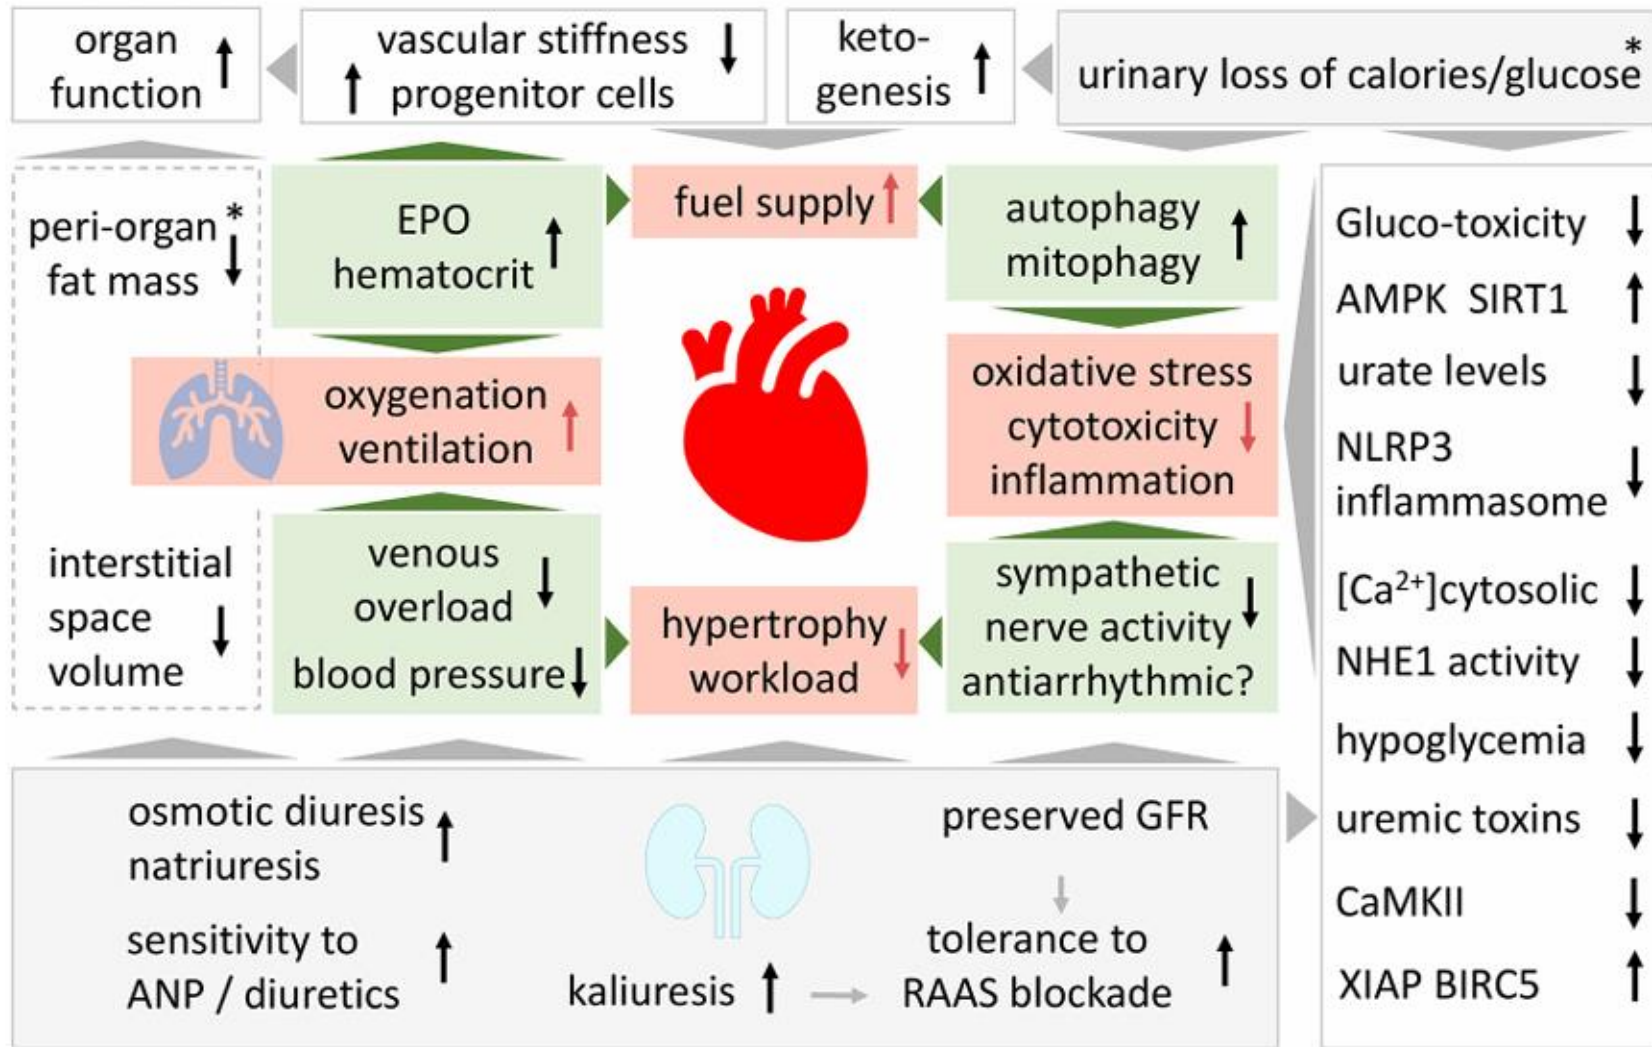 organ
function
vascular stiffness
progenitor cells
keto-
genesis
urinary loss of calories/glucose*
peri-organ*
fat mass
EPO
hematocrit
fuel supply
autophagy
mitophagy
oxygenation
ventilation
oxidative stress
cytotoxicity
inflammation
interstitial
space
volume
venous
overload
blood pressure
hypertrophy
workload
sympathetic
nerve activity
antiarrhythmic?
Gluco-toxicity
AMPK SIRT1
urate levels
NLRP3
inflammasome
[Ca²⁺]cytosolic
NHE1 activity
hypoglycemia
uremic toxins
CaMKII
XIAP BIRC5
osmotic diuresis
natriuresis
sensitivity to
ANP / diuretics
kaliuresis
preserved GFR
tolerance to
RAAS blockade